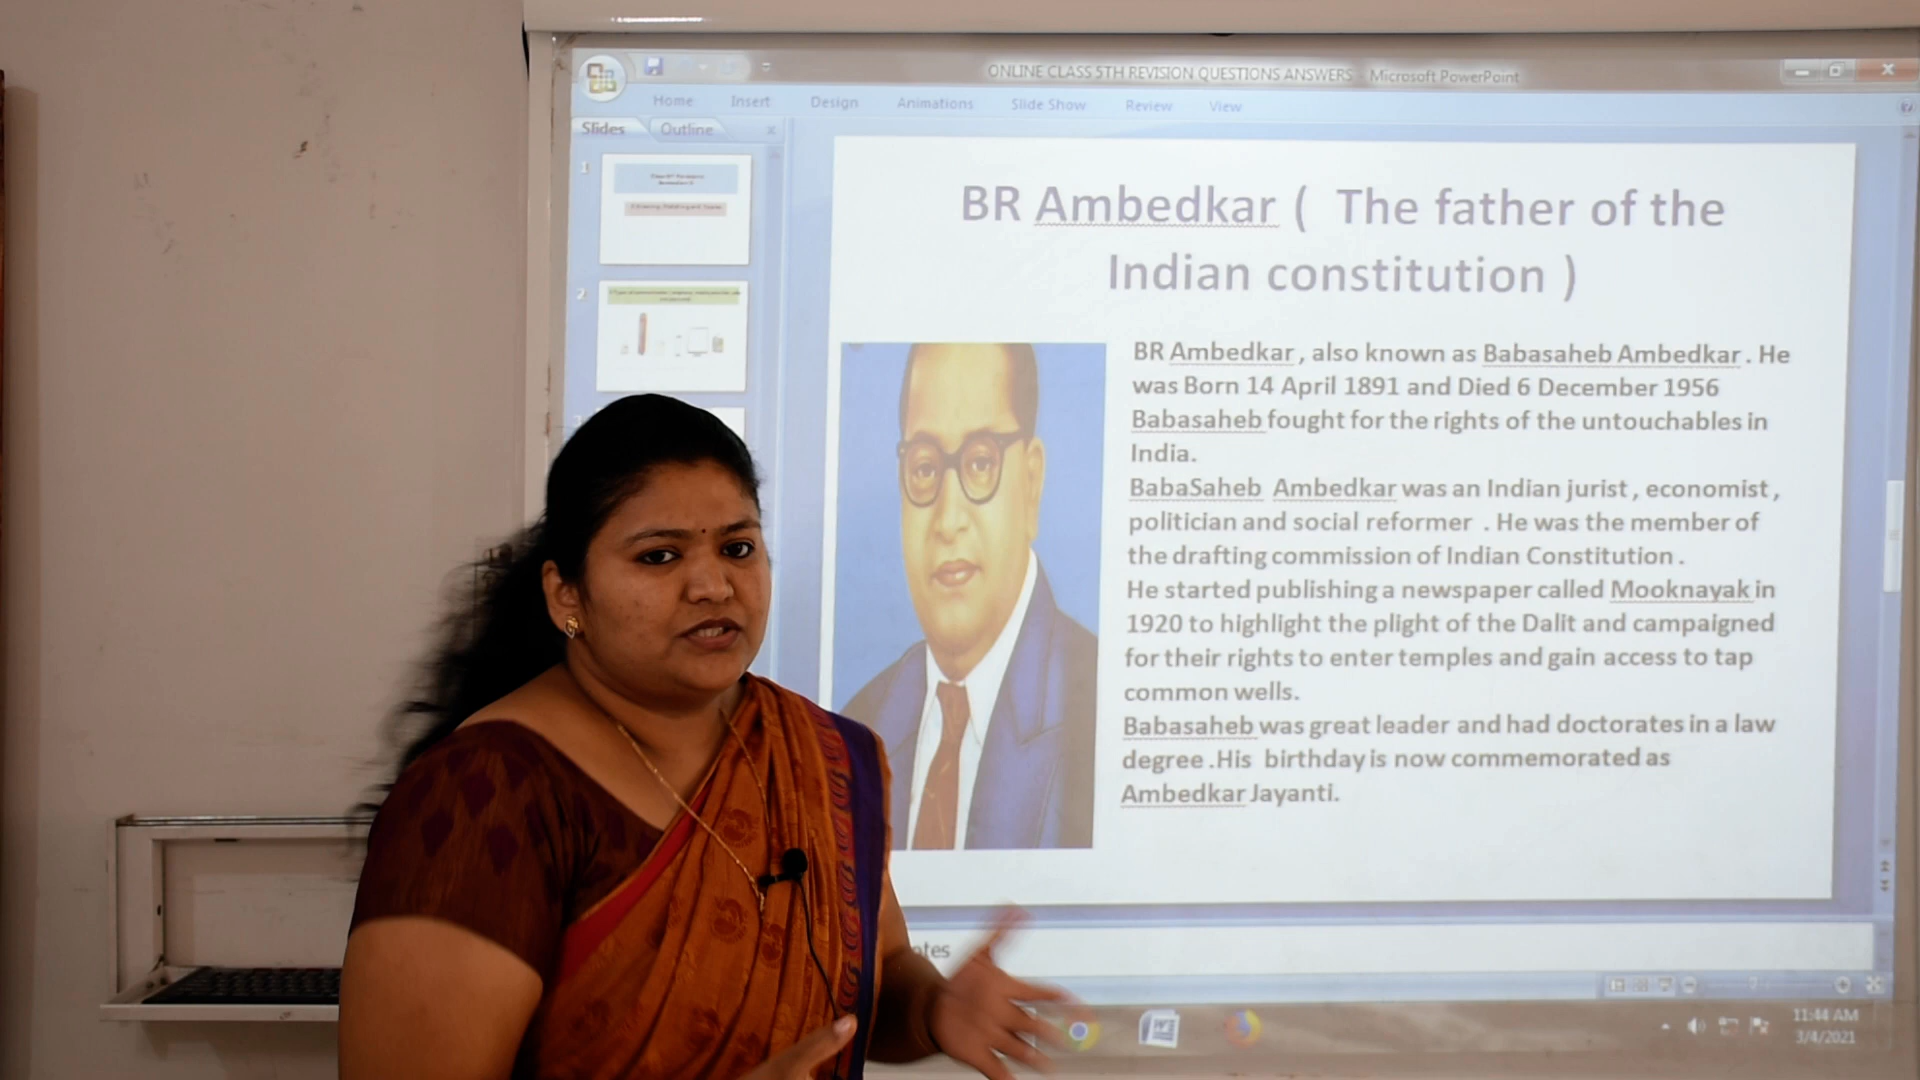 ONLINE CLASS 5TH REVISION QUESTIONS ANSWERS - Microsoft PowerPoint
Home Insert Design Animations Slide Show Review View
Slides Outline
1
2
BR Ambedkar ( The father of the
Indian constitution )
BR Ambedkar , also known as Babasaheb Ambedkar . He
was Born 14 April 1891 and Died 6 December 1956
Babasaheb fought for the rights of the untouchables in
India.
BabaSaheb Ambedkar was an Indian jurist , economist ,
politician and social reformer . He was the member of
the drafting commission of Indian Constitution .
He started publishing a newspaper called Mooknayak in
1920 to highlight the plight of the Dalit and campaigned
for their rights to enter temples and gain access to tap
common wells.
Babasaheb was great leader and had doctorates in a law
degree .His birthday is now commemorated as
Ambedkar Jayanti.
otes
11:44 AM
3/4/2021